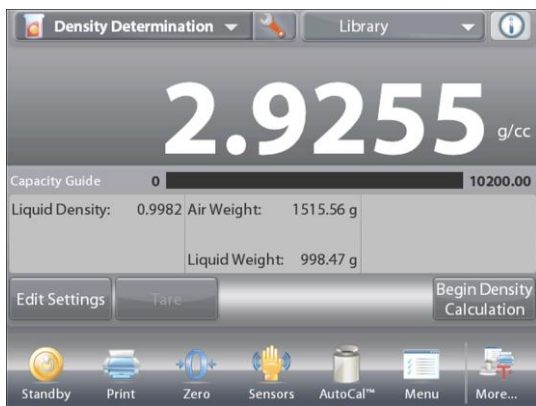 Density Determination Library
2.9255 g/cc
Capacity Guide 0 10200.00
Liquid Density: 0.9982 Air Weight: 1515.56 g
Liquid Weight: 998.47 g
Edit Settings Tare Begin Density
Calculation
Standby Print Zero Sensors AutoCal™ Menu More...